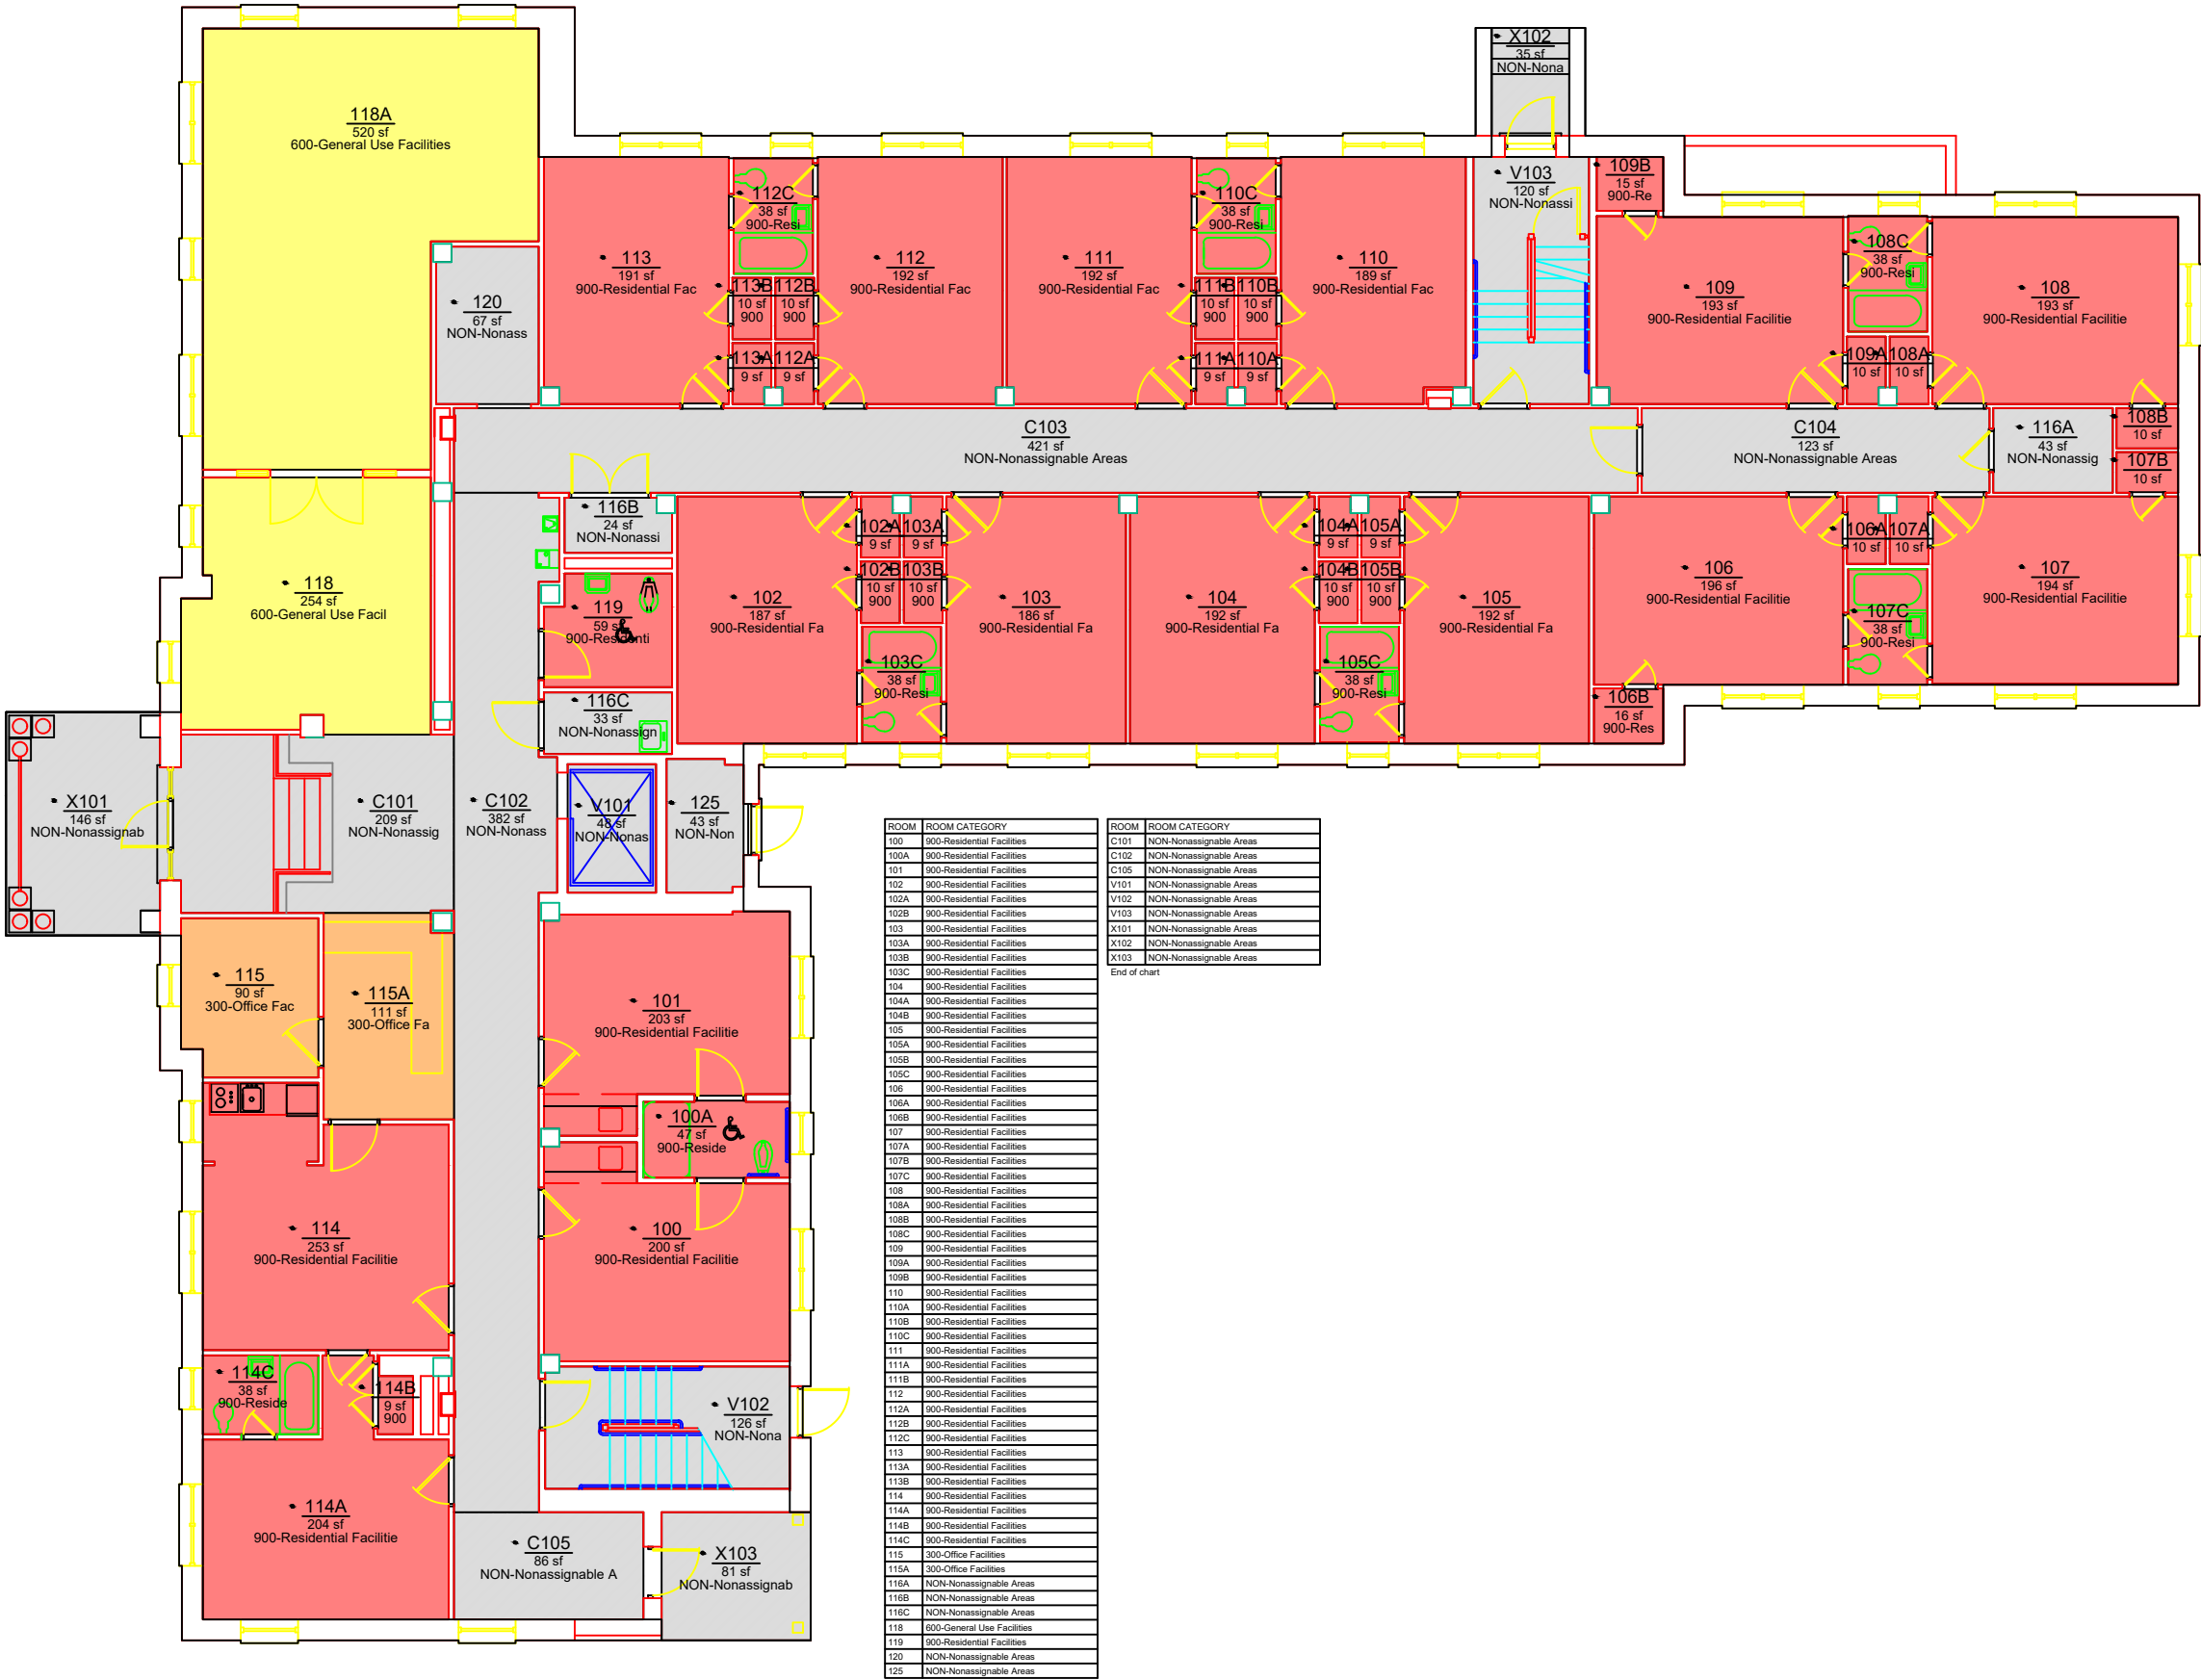 X102
35 sf
NON-Nona
118A
520 sf
600-General Use Facilities
V103
120 sf
NON-Nonassi
109B
15 sf
900-Re
112C
38 sf
900-Resi
110C
38 sf
900-Resi
113
191 sf
900-Residential Fac
112
192 sf
900-Residential Fac
111
192 sf
900-Residential Fac
110
189 sf
900-Residential Fac
108C
38 sf
900-Resi
109
193 sf
900-Residential Facilitie
108
193 sf
900-Residential Facilitie
120
67 sf
NON-Nonass
113B
10 sf
900
112B
10 sf
900
111B
10 sf
900
110B
10 sf
900
113A
9 sf
112A
9 sf
111A
9 sf
110A
9 sf
109A
10 sf
108A
10 sf
C103
421 sf
NON-Nonassignable Areas
C104
123 sf
NON-Nonassignable Areas
116A
43 sf
NON-Nonassig
108B
10 sf
107B
10 sf
116B
24 sf
NON-Nonassi
102A
9 sf
103A
9 sf
104A
9 sf
105A
9 sf
106A
10 sf
107A
10 sf
118
254 sf
600-General Use Facil
119
59 sf
900-Residenti
102
187 sf
900-Residential Fa
102B
10 sf
900
103B
10 sf
900
103
186 sf
900-Residential Fa
104
192 sf
900-Residential Fa
104B
10 sf
900
105B
10 sf
900
105
192 sf
900-Residential Fa
106
196 sf
900-Residential Facilitie
107
194 sf
900-Residential Facilitie
107C
38 sf
900-Resi
103C
38 sf
900-Resi
105C
38 sf
900-Resi
106B
16 sf
900-Res
116C
33 sf
NON-Nonassign
X101
146 sf
NON-Nonassignab
C101
209 sf
NON-Nonassig
C102
382 sf
NON-Nonass
V101
48 sf
NON-Nonas
125
43 sf
NON-Non
115
90 sf
300-Office Fac
115A
111 sf
300-Office Fa
101
203 sf
900-Residential Facilitie
100A
47 sf
900-Reside
114
253 sf
900-Residential Facilitie
100
200 sf
900-Residential Facilitie
114C
38 sf
900-Reside
114B
9 sf
900
V102
126 sf
NON-Nona
114A
204 sf
900-Residential Facilitie
C105
86 sf
NON-Nonassignable A
X103
81 sf
NON-Nonassignab
ROOM ROOM CATEGORY
100 900-Residential Facilities
100A 900-Residential Facilities
101 900-Residential Facilities
102 900-Residential Facilities
102A 900-Residential Facilities
102B 900-Residential Facilities
103 900-Residential Facilities
103A 900-Residential Facilities
103B 900-Residential Facilities
103C 900-Residential Facilities
104 900-Residential Facilities
104A 900-Residential Facilities
104B 900-Residential Facilities
105 900-Residential Facilities
105A 900-Residential Facilities
105B 900-Residential Facilities
105C 900-Residential Facilities
106 900-Residential Facilities
106A 900-Residential Facilities
106B 900-Residential Facilities
107 900-Residential Facilities
107A 900-Residential Facilities
107B 900-Residential Facilities
107C 900-Residential Facilities
108 900-Residential Facilities
108A 900-Residential Facilities
108B 900-Residential Facilities
108C 900-Residential Facilities
109 900-Residential Facilities
109A 900-Residential Facilities
109B 900-Residential Facilities
110 900-Residential Facilities
110A 900-Residential Facilities
110B 900-Residential Facilities
110C 900-Residential Facilities
111 900-Residential Facilities
111A 900-Residential Facilities
111B 900-Residential Facilities
112 900-Residential Facilities
112A 900-Residential Facilities
112B 900-Residential Facilities
112C 900-Residential Facilities
113 900-Residential Facilities
113A 900-Residential Facilities
113B 900-Residential Facilities
114 900-Residential Facilities
114A 900-Residential Facilities
114B 900-Residential Facilities
114C 900-Residential Facilities
115 300-Office Facilities
115A 300-Office Facilities
116A NON-Nonassignable Areas
116B NON-Nonassignable Areas
116C NON-Nonassignable Areas
118 600-General Use Facilities
119 900-Residential Facilities
120 NON-Nonassignable Areas
125 NON-Nonassignable Areas
ROOM ROOM CATEGORY
C101 NON-Nonassignable Areas
C102 NON-Nonassignable Areas
C105 NON-Nonassignable Areas
V101 NON-Nonassignable Areas
V102 NON-Nonassignable Areas
V103 NON-Nonassignable Areas
X101 NON-Nonassignable Areas
X102 NON-Nonassignable Areas
X103 NON-Nonassignable Areas
End of chart